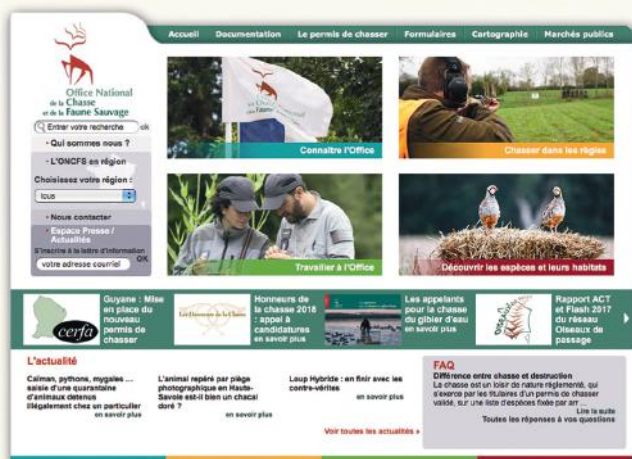 Accueil Documentation Le permis de chasser Formulaires Cartographie Marchés publics
Office National
de la Chasse
et de la Faune Sauvage
Entrer votre recherche ok
• Qui sommes nous ?
• L'ONCFS en région
Choisissez votre région :
tous
• Nous contacter
• Espace Presse /
Actualités
S'inscrire à la lettre d'information
votre adresse courriel OK
Connaître l'Office
Chasser dans les règles
Travailler à l'Office
Découvrir les espèces et leurs habitats
cerfa
Guyane : Mise
en place du
nouveau
permis de
chasser
Les Honneurs de la Chasse
Honneurs de
la chasse 2018
: appel à
candidatures
en savoir plus
Les appelants
pour la chasse
du gibier d'eau
en savoir plus
Rapport ACT
et Flash 2017
du réseau
Oiseaux de
passage
L'actualité
Caïman, pythons, mygales ...
saisie d'une quarantaine
d'animaux detenus
illégalement chez un particulier
en savoir plus
L'animal repéré par piège
photographique en Haute-
Savoie est-il bien un chacal
doré ?
en savoir plus
Loup Hybride : en finir avec les
contre-vérites
en savoir plus
Voir toutes les actualités »
FAQ
Différence entre chasse et destruction
La chasse est un loisir de nature réglementé, qui
s'exerce par les titulaires d'un permis de chasser
validé, sur une liste d'espèces fixée par arr ...
Lire la suite
Toutes les réponses à vos questions